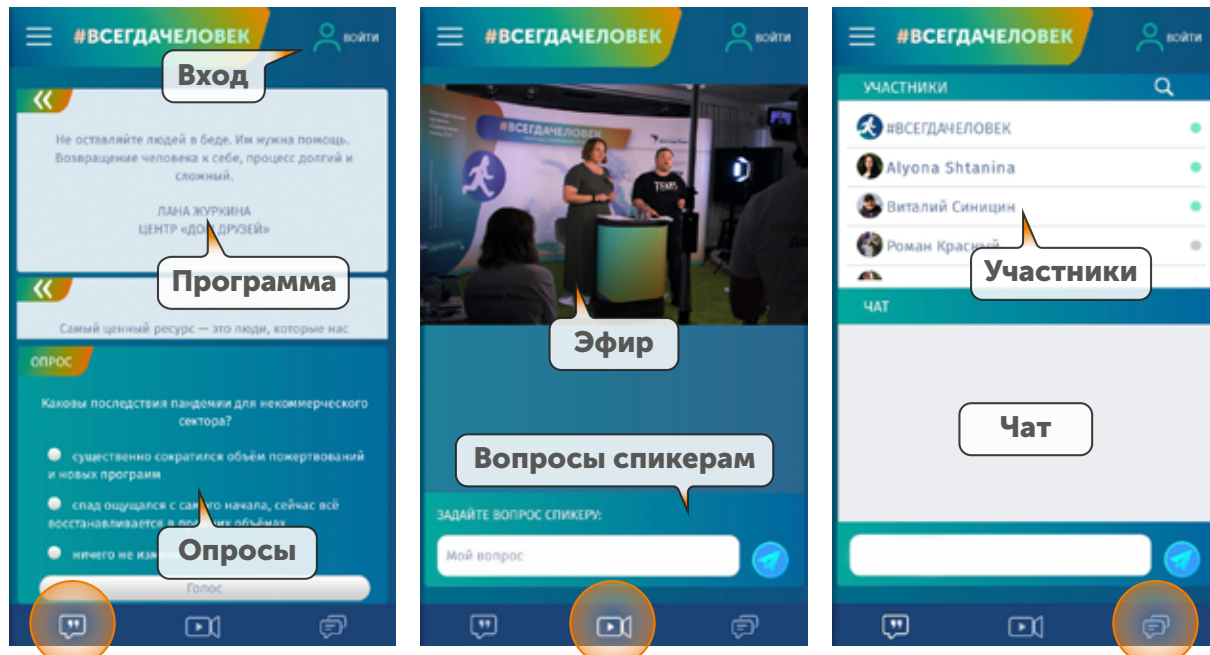 #ВСЕГДАЧЕЛОВЕК
ВОЙТИ
Вход
Не оставляйте людей в беде. Им нужна помощь.
Возвращение человека к себе, процесс долгий и
сложный.
ЛАНА ЖУРКИНА
ЦЕНТР «ДОМ ДРУЗЕЙ»
Программа
Самый ценный ресурс — это люди, которые нас
ОПРОС
Каковы последствия пандемии для некоммерческого
сектора?
существенно сократился объём пожертвований
и новых программ
спад ощущался с самого начала, сейчас всё
восстанавливается в объёмах
ничего не
Опросы
Голос
#ВСЕГДАЧЕЛОВЕК
ВОЙТИ
#ВСЕГДАЧЕЛОВЕК
TEARS
Эфир
Вопросы спикерам
ЗАДАЙТЕ ВОПРОС СПИКЕРУ:
Мой вопрос
#ВСЕГДАЧЕЛОВЕК
ВОЙТИ
УЧАСТНИКИ
#ВСЕГДАЧЕЛОВЕК
Alyona Shtanina
Виталий Синицин
Роман Красный
Участники
ЧАТ
Чат